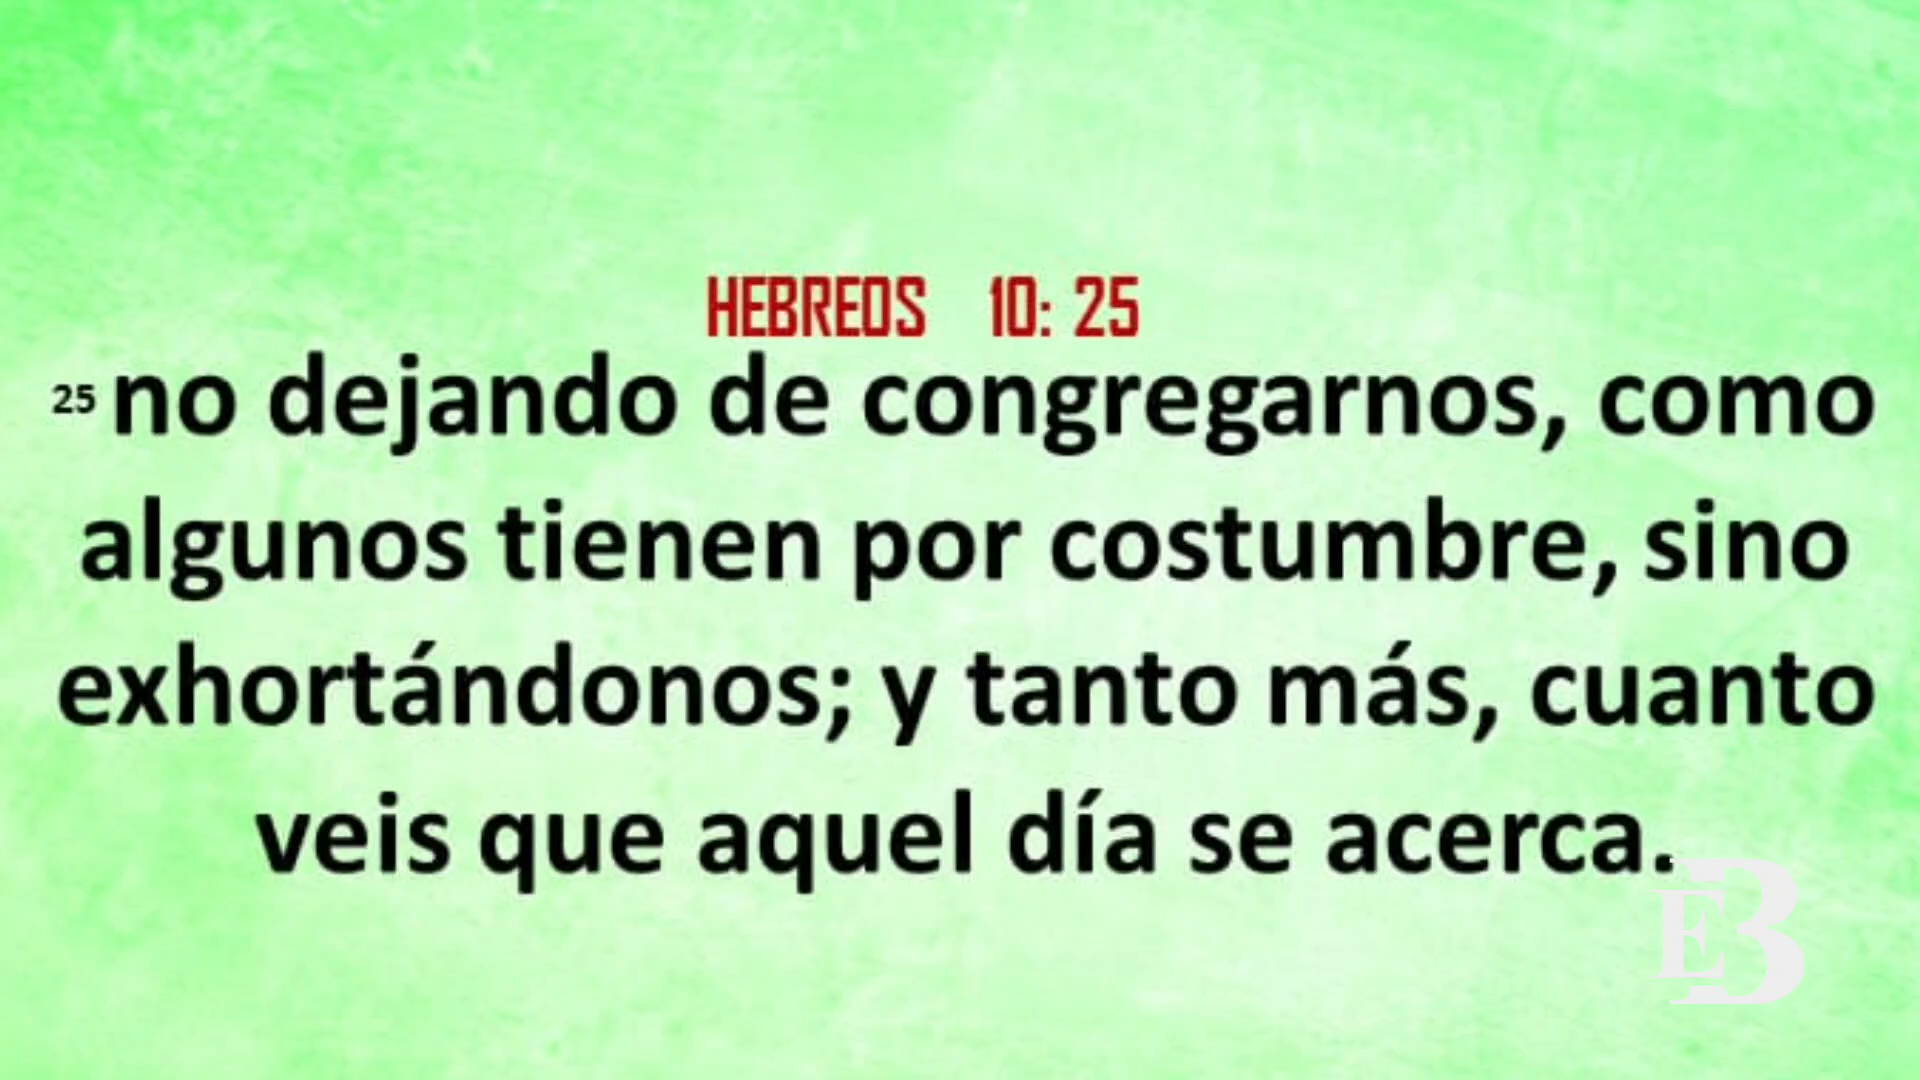 HEBREOS 10: 25
25 no dejando de congregarnos, como
algunos tienen por costumbre, sino
exhortándonos; y tanto más, cuanto
veis que aquel día se acerca.
EB